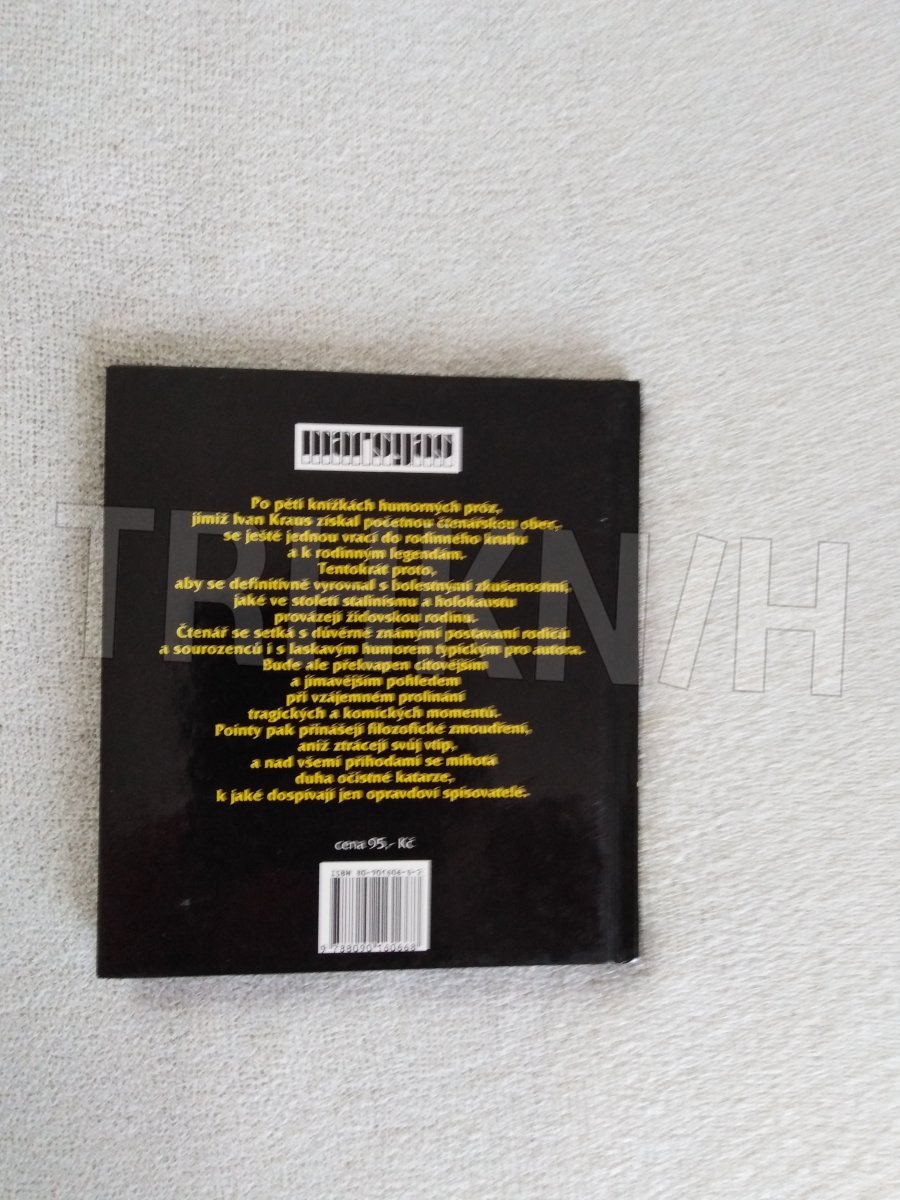 marsyas
Po pěti knížkách humorných próz,
jimiž Ivan Kraus získal početnou čtenářskou obec,
se ještě jednou vrací do rodinného kruhu
a k rodinným legendám.
Tentokrát proto,
aby se definitivně vyrovnal s bolestnými zkušenostmi,
jaké ve století stalinismu a holokaustu
provázejí židovskou rodinu.
Čtenář se setká s důvěrně známými postavami rodičů
a sourozenců i s laskavým humorem typickým pro autora.
Bude ale překvapen citovějším
a jímavějším pohledem
při vzájemném prolínání
tragických a komických momentů.
Pointy pak přinášejí filozofické zmoudření,
aniž ztrácejí svůj vtip,
a nad všemi příhodami se mihotá
duha očistné katarze,
k jaké dospívají jen opravdoví spisovatelé.
cena 95,- Kč
ISBN
9 788090 160668